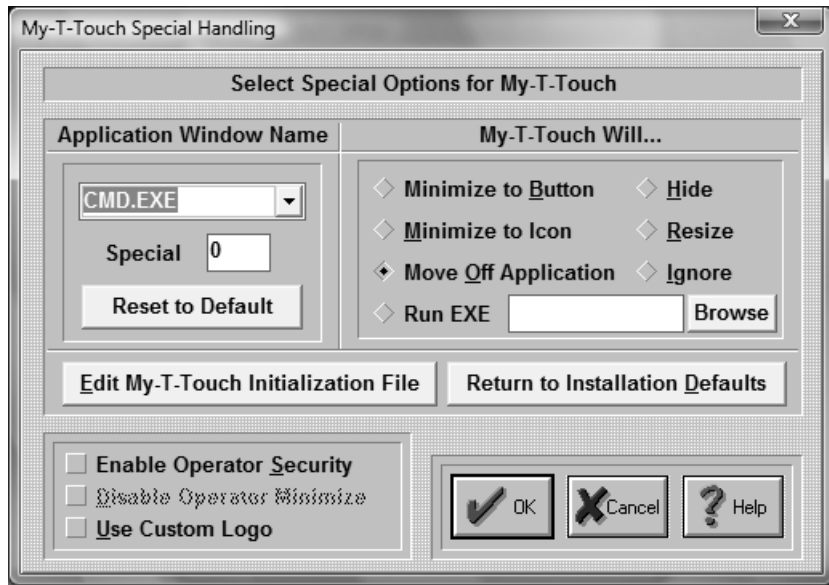 My-T-Touch Special Handling
X
Select Special Options for My-T-Touch
Application Window Name
My-T-Touch Will...
CMD.EXE
Special 0
Reset to Default
Minimize to Button
Hide
Minimize to Icon
Resize
Move Off Application
Ignore
Run EXE
Browse
Edit My-T-Touch Initialization File
Return to Installation Defaults
Enable Operator Security
Disable Operator Minimize
Use Custom Logo
OK
Cancel
Help